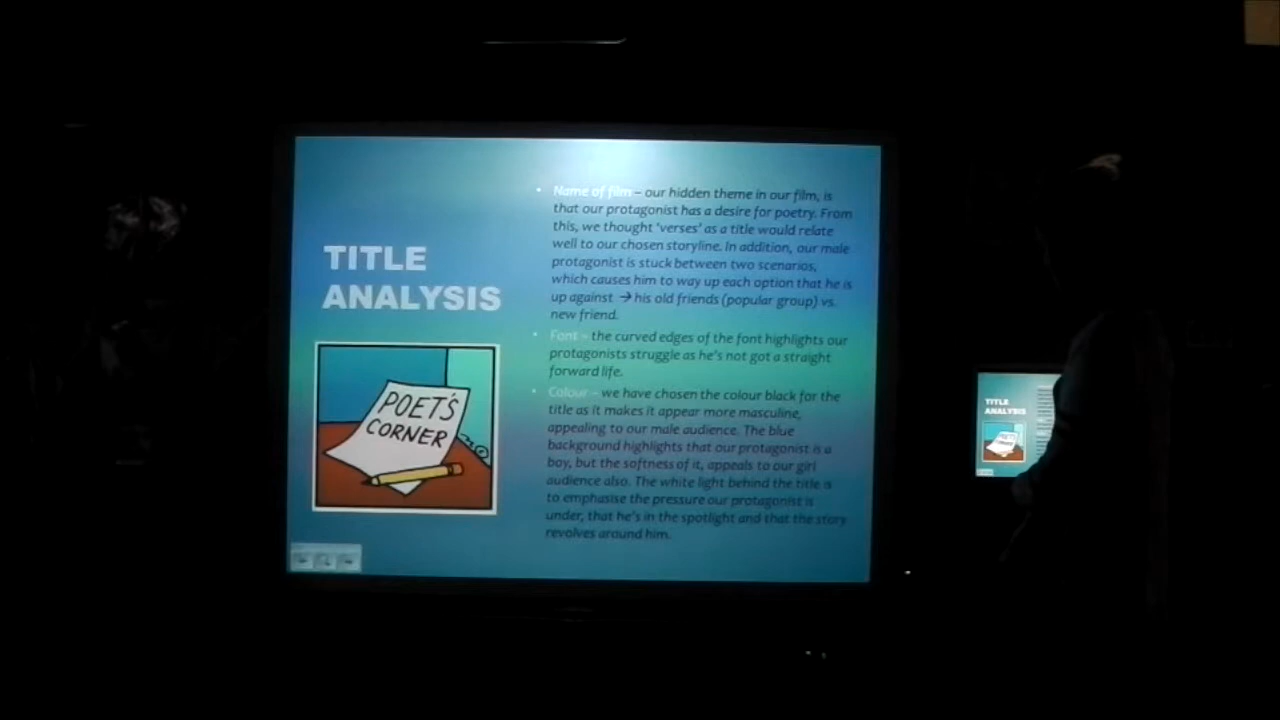 TITLE
ANALYSIS
POET'S
CORNER
• Name of film – our hidden theme in our film, is
that our protagonist has a desire for poetry. From
this, we thought 'verses' as a title would relate
well to our chosen storyline. In addition, our male
protagonist is stuck between two scenarios,
which causes him to way up each option that he is
up against → his old friends (popular group) vs.
new friend.
• Font – the curved edges of the font highlights our
protagonists struggle as he's not got a straight
forward life.
• Colour – we have chosen the colour black for the
title as it makes it appear more masculine,
appealing to our male audience. The blue
background highlights that our protagonist is a
boy, but the softness of it, appeals to our girl
audience also. The white light behind the title is
to emphasise the pressure our protagonist is
under, that he's in the spotlight and that the story
revolves around him.
TITLE
ANALYSIS